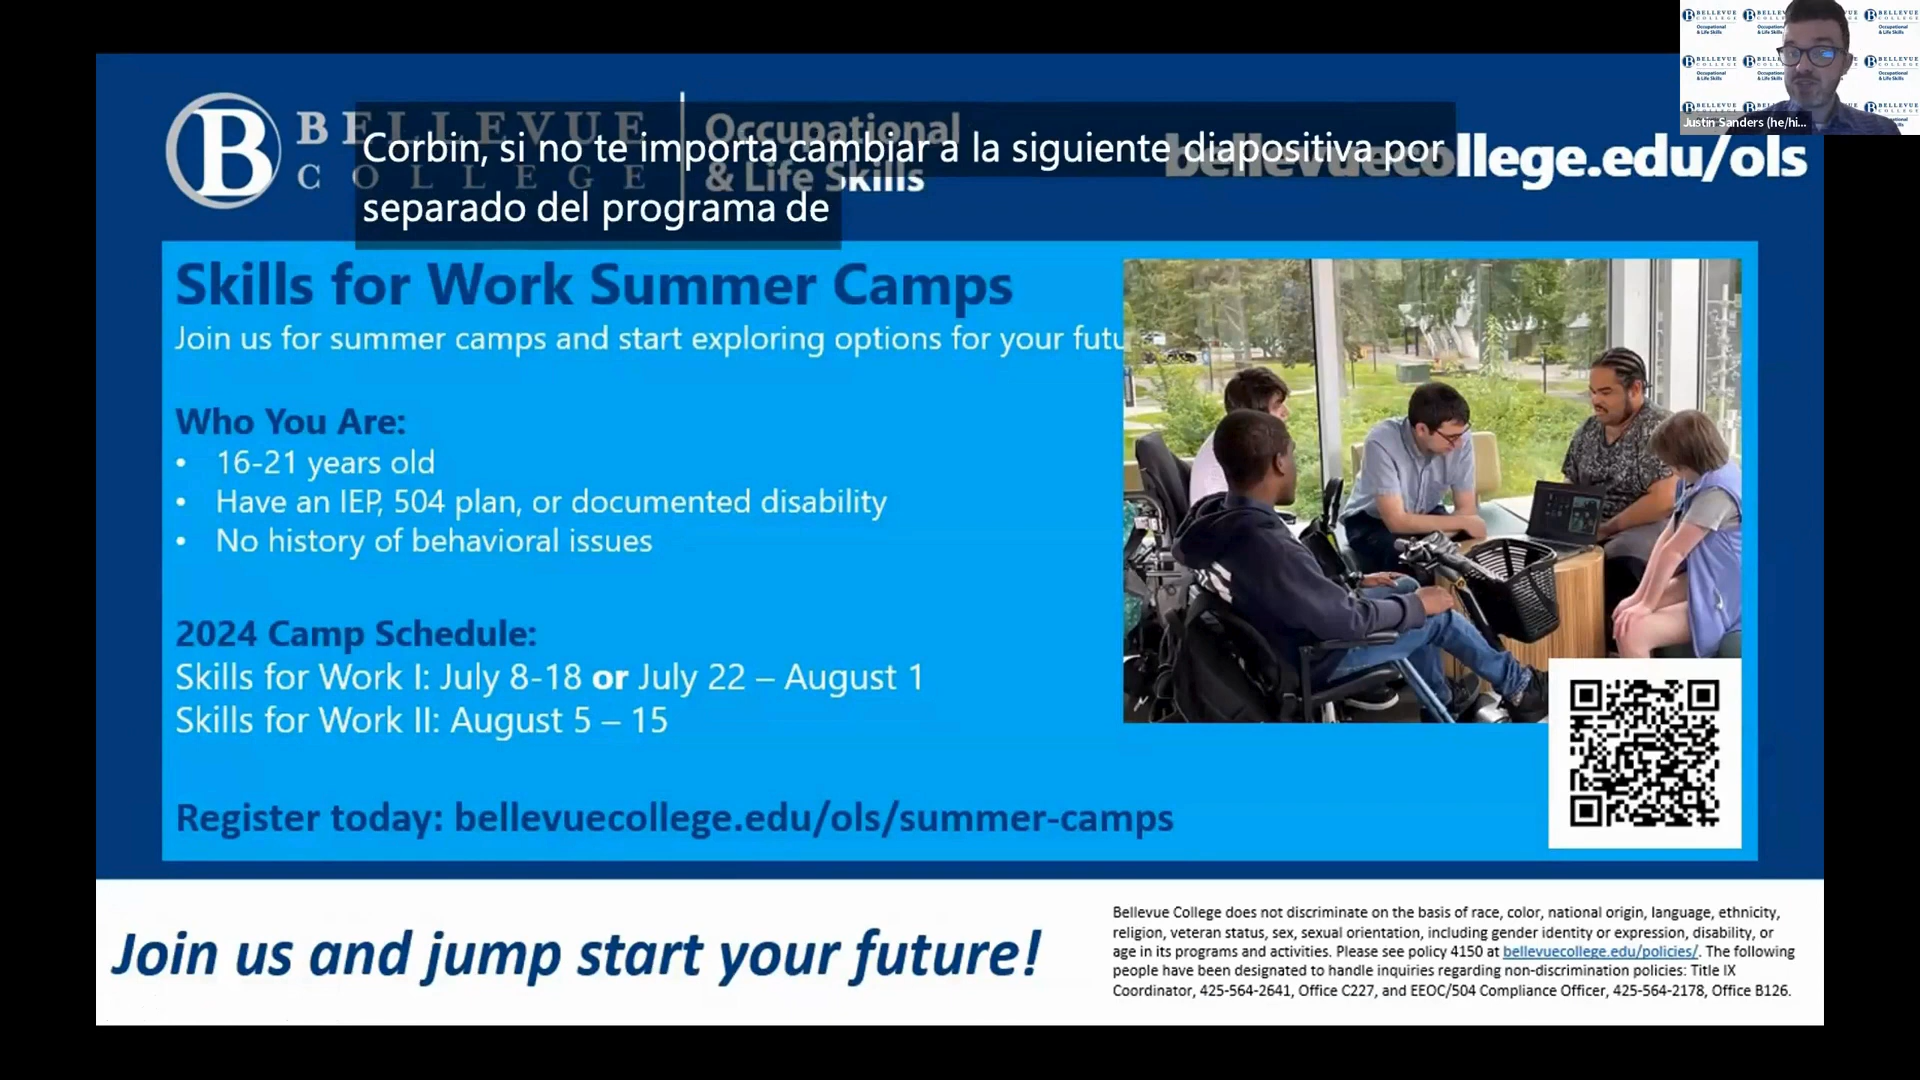 BELLEVUE
COLLEGE
Occupational
& Life Skills
bellevuecollege.edu/ols
Corbin, si no te importa cambiar a la siguiente diapositiva por
separado del programa de
Justin Sanders (he/hi...
Skills for Work Summer Camps
Join us for summer camps and start exploring options for your futu
Who You Are:
• 16-21 years old
• Have an IEP, 504 plan, or documented disability
• No history of behavioral issues
2024 Camp Schedule:
Skills for Work I: July 8-18 or July 22 – August 1
Skills for Work II: August 5 – 15
Register today: bellevuecollege.edu/ols/summer-camps
Join us and jump start your future!
Bellevue College does not discriminate on the basis of race, color, national origin, language, ethnicity,
religion, veteran status, sex, sexual orientation, including gender identity or expression, disability, or
age in its programs and activities. Please see policy 4150 at bellevuecollege.edu/policies/. The following
people have been designated to handle inquiries regarding non-discrimination policies: Title IX
Coordinator, 425-564-2641, Office C227, and EEOC/504 Compliance Officer, 425-564-2178, Office B126.